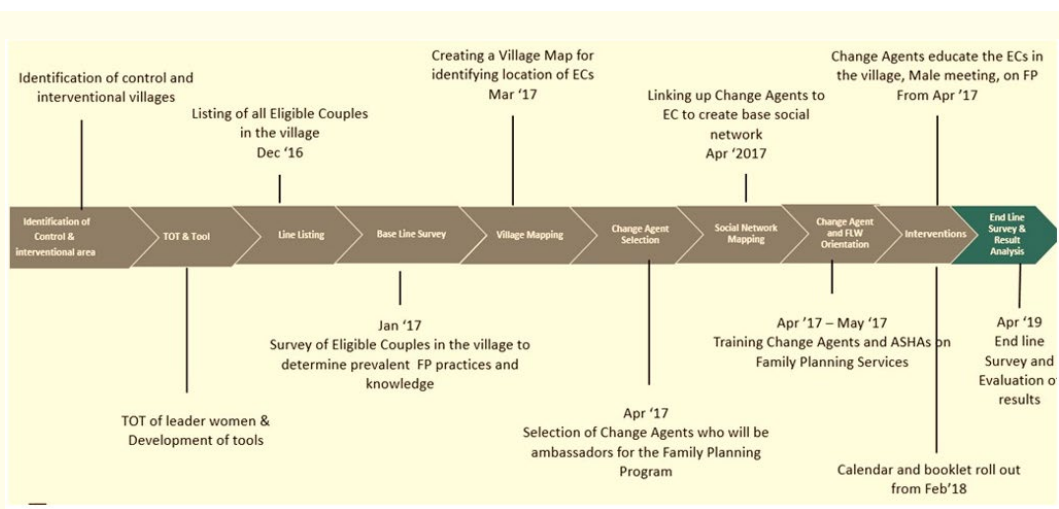 Identification of control and
interventional villages
Listing of all Eligible Couples
in the village
Dec ‘16
Creating a Village Map for
identifying location of ECs
Mar ‘17
Linking up Change Agents to
EC to create base social
network
Apr ‘2017
Change Agents educate the ECs in
the village, Male meeting, on FP
From Apr ‘17
Identification of
Control &
interventional area
TOT & Tool
Line Listing
Base Line Survey
Village Mapping
Change Agent
Selection
Social Network
Mapping
Change Agent
and FLW
Orientation
Interventions
End Line
Survey &
Result
Analysis
TOT of leader women &
Development of tools
Jan ‘17
Survey of Eligible Couples in the village to
determine prevalent FP practices and
knowledge
Apr ‘17
Selection of Change Agents who will be
ambassadors for the Family Planning
Program
Apr ’17 – May ‘17
Training Change Agents and ASHAs on
Family Planning Services
Calendar and booklet roll out
from Feb’18
Apr ‘19
End line
Survey and
Evaluation of
results